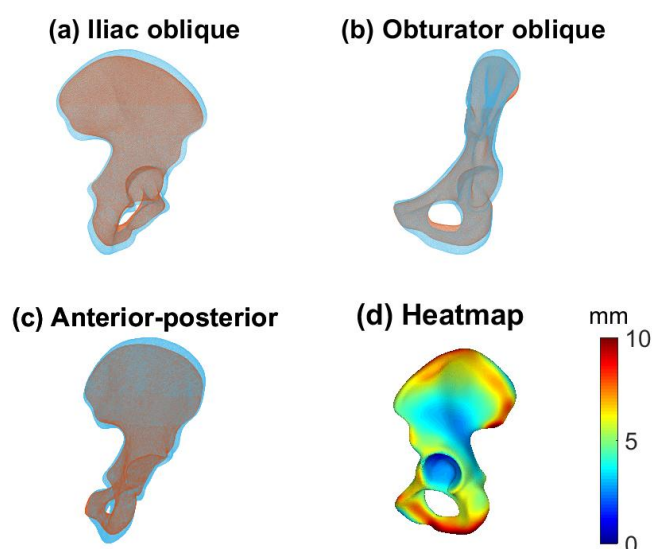 (a) Iliac oblique
(b) Obturator oblique
(c) Anterior-posterior
(d) Heatmap
mm
10
5
0